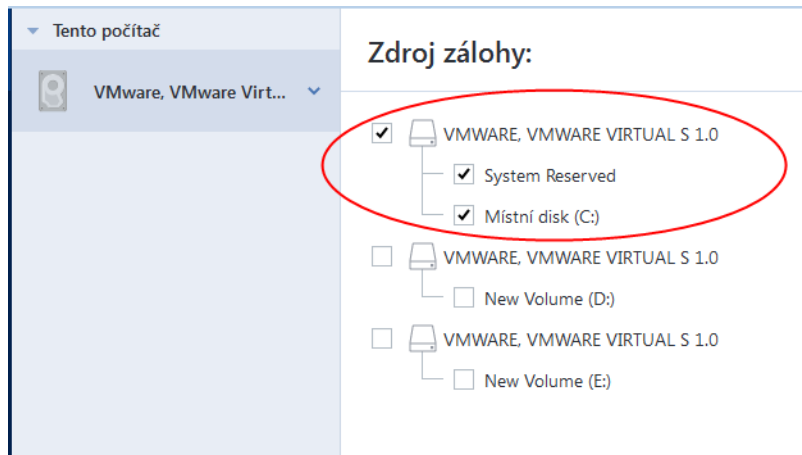 Tento počítač
VMware, VMware Virt...
Zdroj zálohy:
VMWARE, VMWARE VIRTUAL S 1.0
System Reserved
Místní disk (C:)
VMWARE, VMWARE VIRTUAL S 1.0
New Volume (D:)
VMWARE, VMWARE VIRTUAL S 1.0
New Volume (E:)